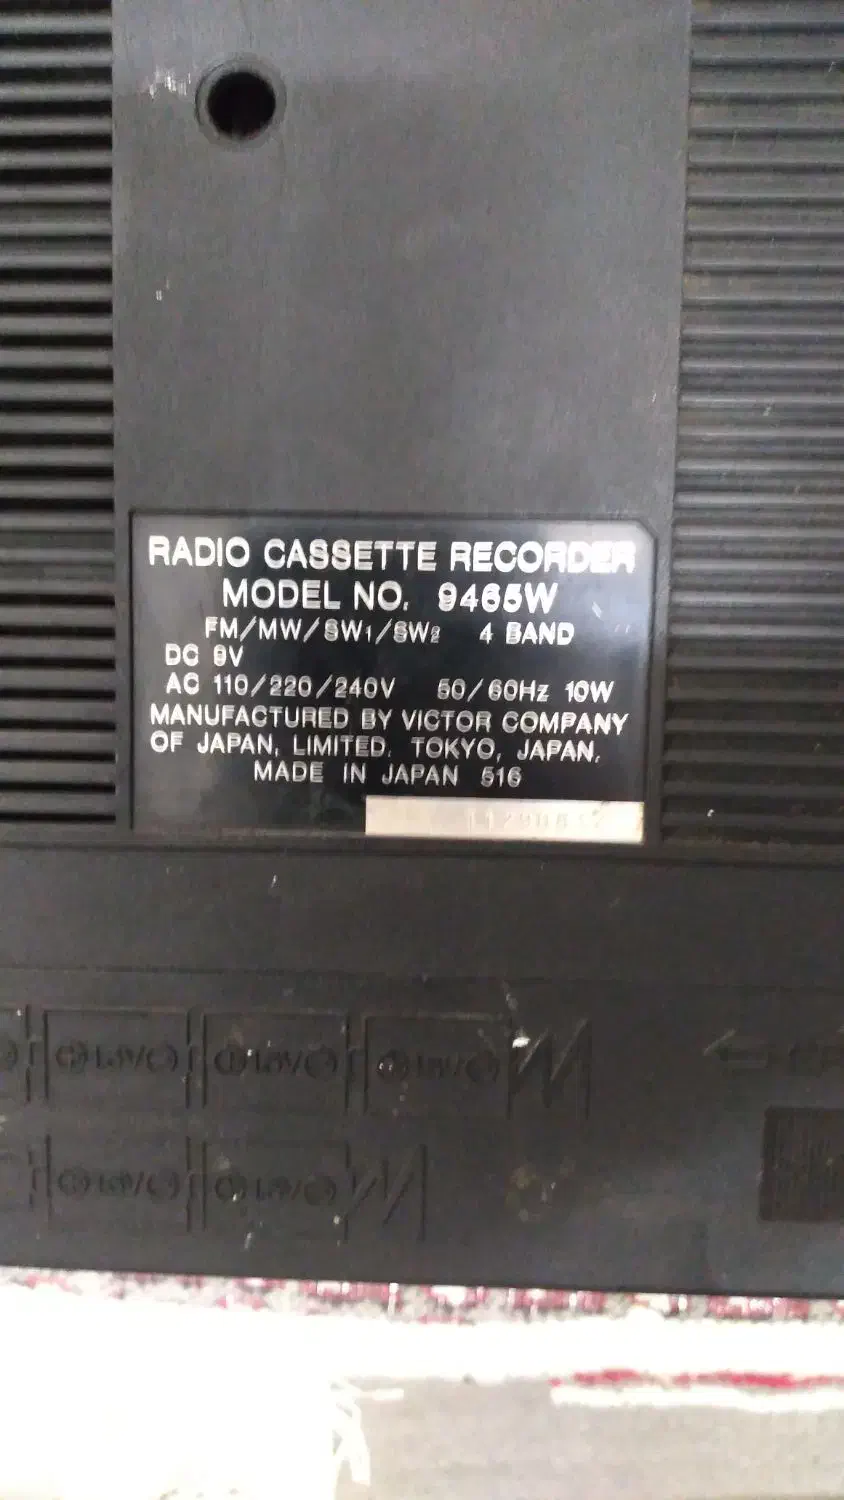 RADIO CASSETTE RECORDER
MODEL NO. 9465W
FM/MW/SW1/SW2 4 BAND
DC 9V
AC 110/220/240V 50/60Hz 10W
MANUFACTURED BY VICTOR COMPANY
OF JAPAN, LIMITED. TOKYO, JAPAN.
MADE IN JAPAN 516